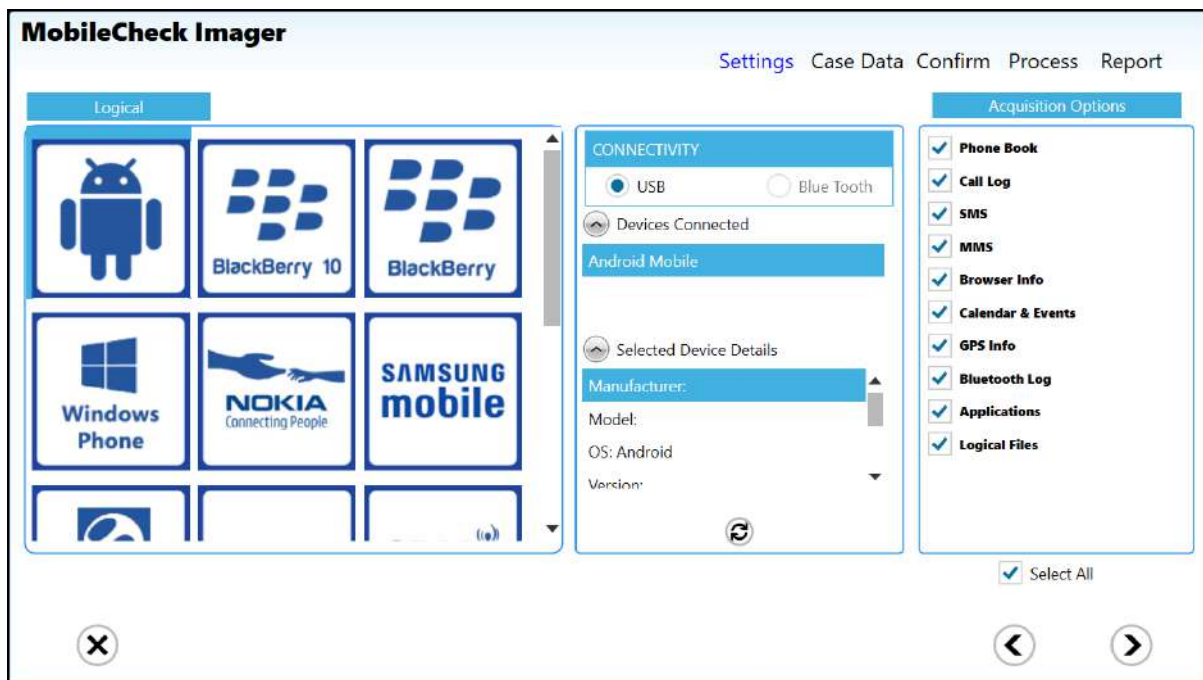 MobileCheck Imager
Settings Case Data Confirm Process Report
Logical
Acquisition Options
BlackBerry 10
BlackBerry
Windows
Phone
NOKIA
Connecting People
SAMSUNG
mobile
CONNECTIVITY
USB
Blue Tooth
Devices Connected
Android Mobile
Selected Device Details
Manufacturer:
Model:
OS: Android
Version:
Phone Book
Call Log
SMS
MMS
Browser Info
Calendar & Events
GPS Info
Bluetooth Log
Applications
Logical Files
Select All